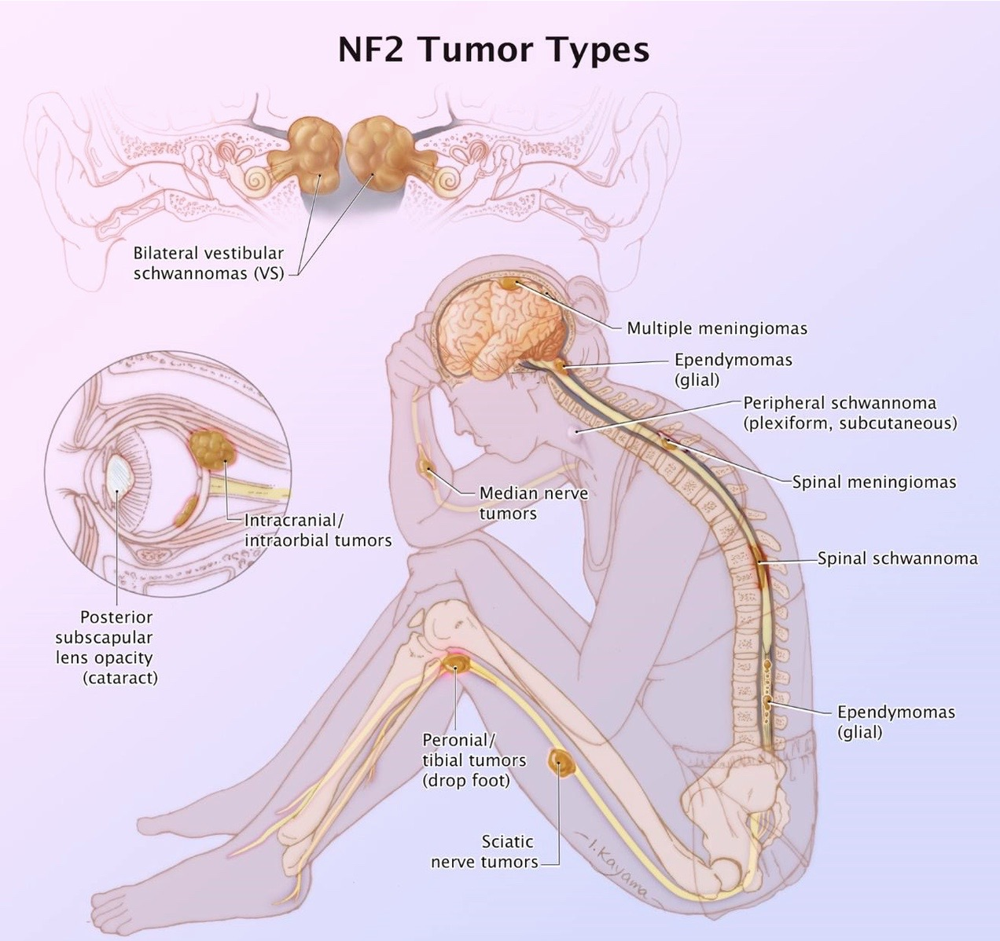 NF2 Tumor Types
Bilateral vestibular
schwannomas (VS)
Multiple meningiomas
Ependymomas
(glial)
Peripheral schwannoma
(plexiform, subcutaneous)
Spinal meningiomas
Median nerve
tumors
Intracranial/
intraorbial tumors
Spinal schwannoma
Posterior
subscapular
lens opacity
(cataract)
Ependymomas
(glial)
Peronial/
tibial tumors
(drop foot)
Sciatic
nerve tumors
I. Kayama